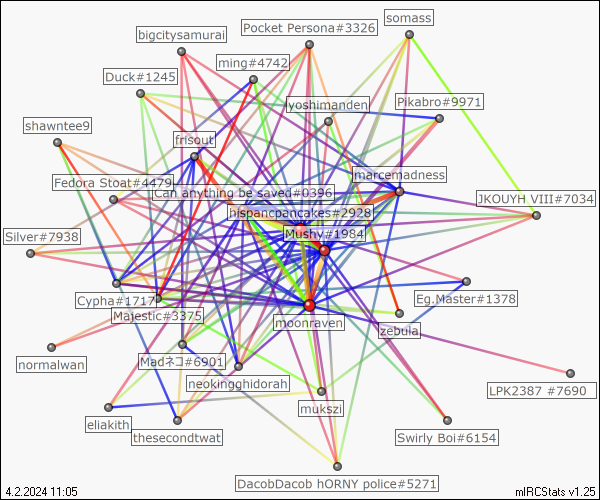 somass
Pocket Persona#3326
bigcitysamurai
ming#4742
Duck#1245
lyoshimanden
Pikabro#9971
shawntee9
frisout
marcemadness
Fedora Stoat#4479
Can anything be saved#0396
JKOUYH VIII#7034
hispancpancakes#2928
Mushy#1984
Silver#7938
Cypha#1717
Eg.Master#1378
Majestic#3375
moonraven
zebula
Madネコ#6901
normalwan
neokingghidorah
LPK2387 #7690
mukszi
eliakith
thesecondtwat
Swirly Boi#6154
DacobDacob hORNY police#5271
4.2.2024 11:05
mIRCStats v1.25